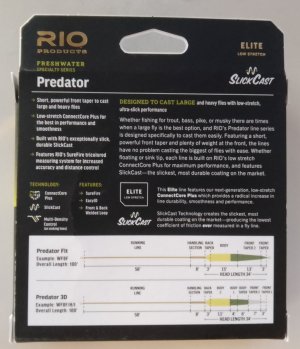 RIO
PRODUCTS
ELITE
LOW STRETCH
FRESHWATER
SPECIALTY SERIES
Predator
SLICKCAST
• Short, powerful front taper to cast
large and heavy flies
• Low-stretch ConnectCore Plus for
the best in performance and
smoothness
• Built with RIO's exceptionally slick,
durable SlickCast
• Features RIO's SureFire tricolored
measuring system for increased
accuracy and distance control
DESIGNED TO CAST LARGE and heavy flies with low-stretch,
ultra-slick performance
Whether fishing for trout, bass, pike, or musky there are times
when a large fly is the best option, and RIO's Predator line series
is designed specifically to cast them easily. Featuring a short,
powerful front taper and plenty of weight at the front, the lines
have no problem casting the biggest of flies with ease. Whether
floating or sink tip, each line is built on RIO's low stretch
ConnectCore Plus for maximum performance, and features
SlickCast—the slickest, most durable coating on the market.
TECHNOLOGY:
ConnectCore
Plus
SlickCast
Multi-Density
Control
FEATURES:
• SureFire
• EasyID
• Front & Back
Welded Loop
ELITE
LOW STRETCH
This Elite line features our next-generation, low-stretch
ConnectCore Plus which provides a radical increase in
line durability, smoothness and performance.
SLICKCAST
SlickCast Technology creates the slickest, most
durable coating on the market—producing the lowest
coefficient of friction ever measured in a fly line.
Predator F/I
Example: WF8F
Overall Length: 100'
RUNNING
LINE
HANDLING
SECTION
BACK
TAPER
BODY
FRONT
TAPER
HEAD LENGTH 34'
Predator 3D
Overall Length: 100'
RUNNING
LINE
HANDLING
SECTION
BACK
TAPER
BODY
FRONT
TAPER
HEAD LENGTH 34'